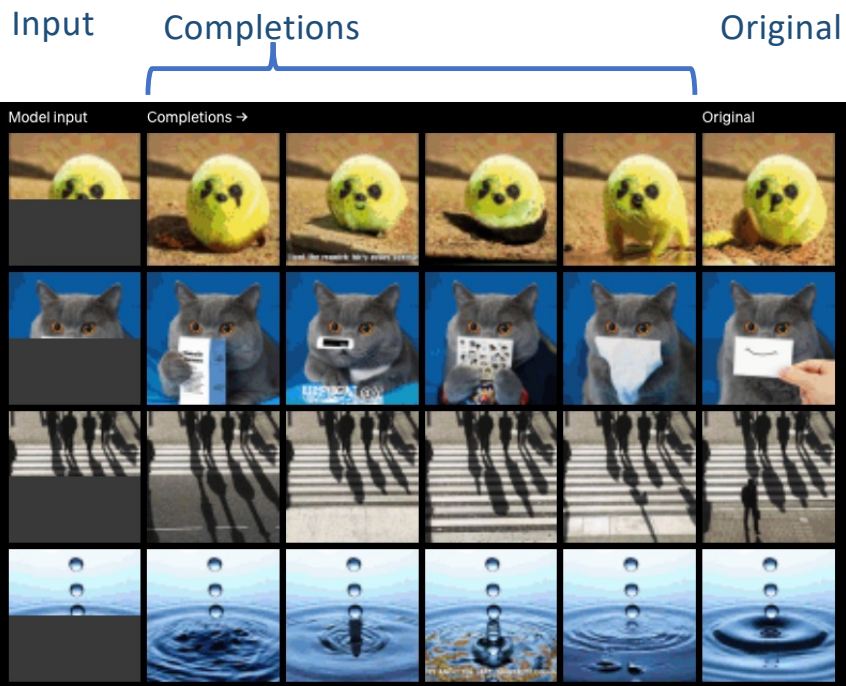 Input
Completions
Original
Model input
Completions →
Original